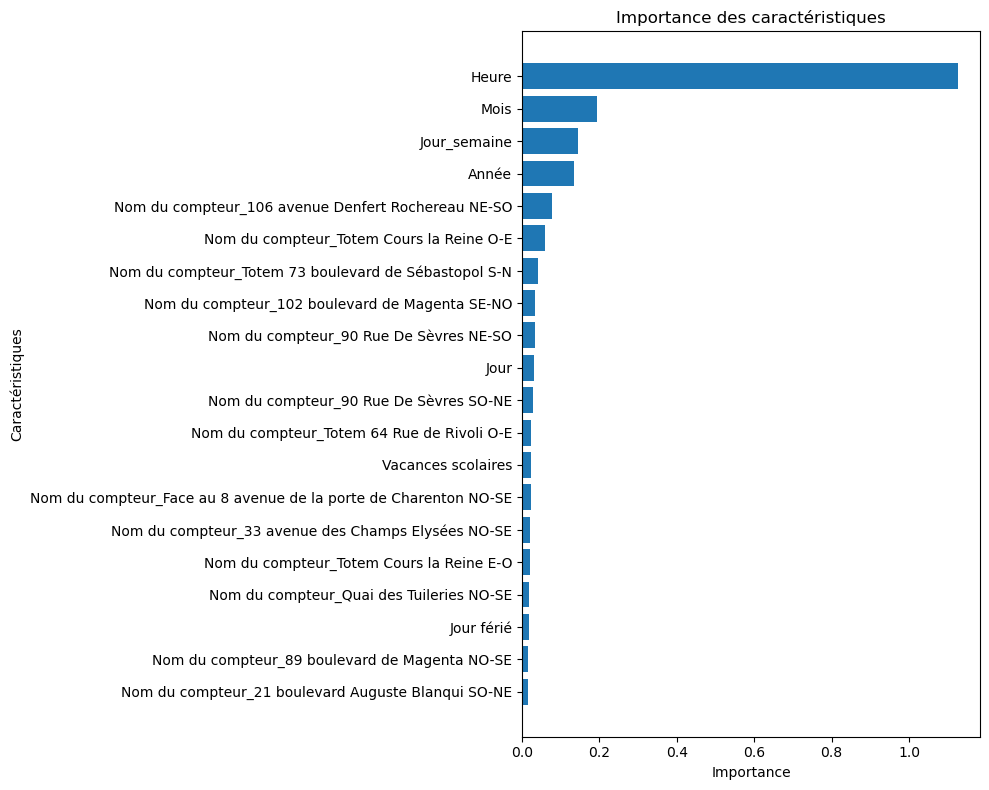 Importance des caractéristiques
Caractéristiques
Heure
Mois
Jour_semaine
Année
Nom du compteur_106 avenue Denfert Rochereau NE-SO
Nom du compteur_Totem Cours la Reine O-E
Nom du compteur_Totem 73 boulevard de Sébastopol S-N
Nom du compteur_102 boulevard de Magenta SE-NO
Nom du compteur_90 Rue De Sèvres NE-SO
Jour
Nom du compteur_90 Rue De Sèvres SO-NE
Nom du compteur_Totem 64 Rue de Rivoli O-E
Vacances scolaires
Nom du compteur_Face au 8 avenue de la porte de Charenton NO-SE
Nom du compteur_33 avenue des Champs Elysées NO-SE
Nom du compteur_Totem Cours la Reine E-O
Nom du compteur_Quai des Tuileries NO-SE
Jour férié
Nom du compteur_89 boulevard de Magenta NO-SE
Nom du compteur_21 boulevard Auguste Blanqui SO-NE
0.0 0.2 0.4 0.6 0.8 1.0
Importance